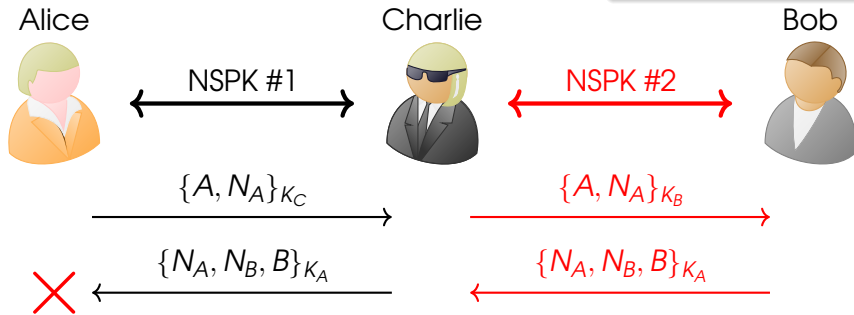 Alice Charlie Bob
NSPK #1 NSPK #2
{A, N_A}_{K_C} {A, N_A}_{K_B}
{N_A, N_B, B}_{K_A} {N_A, N_B, B}_{K_A}